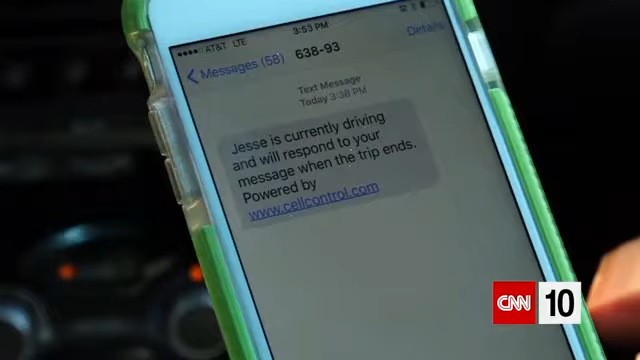 AT&T LTE
3:53 PM
Messages (58)
638-93
Details
Text Message
Today 3:38 PM
Jesse is currently driving
and will respond to your
message when the trip ends.
Powered by
www.cellcontrol.com
CNN 10